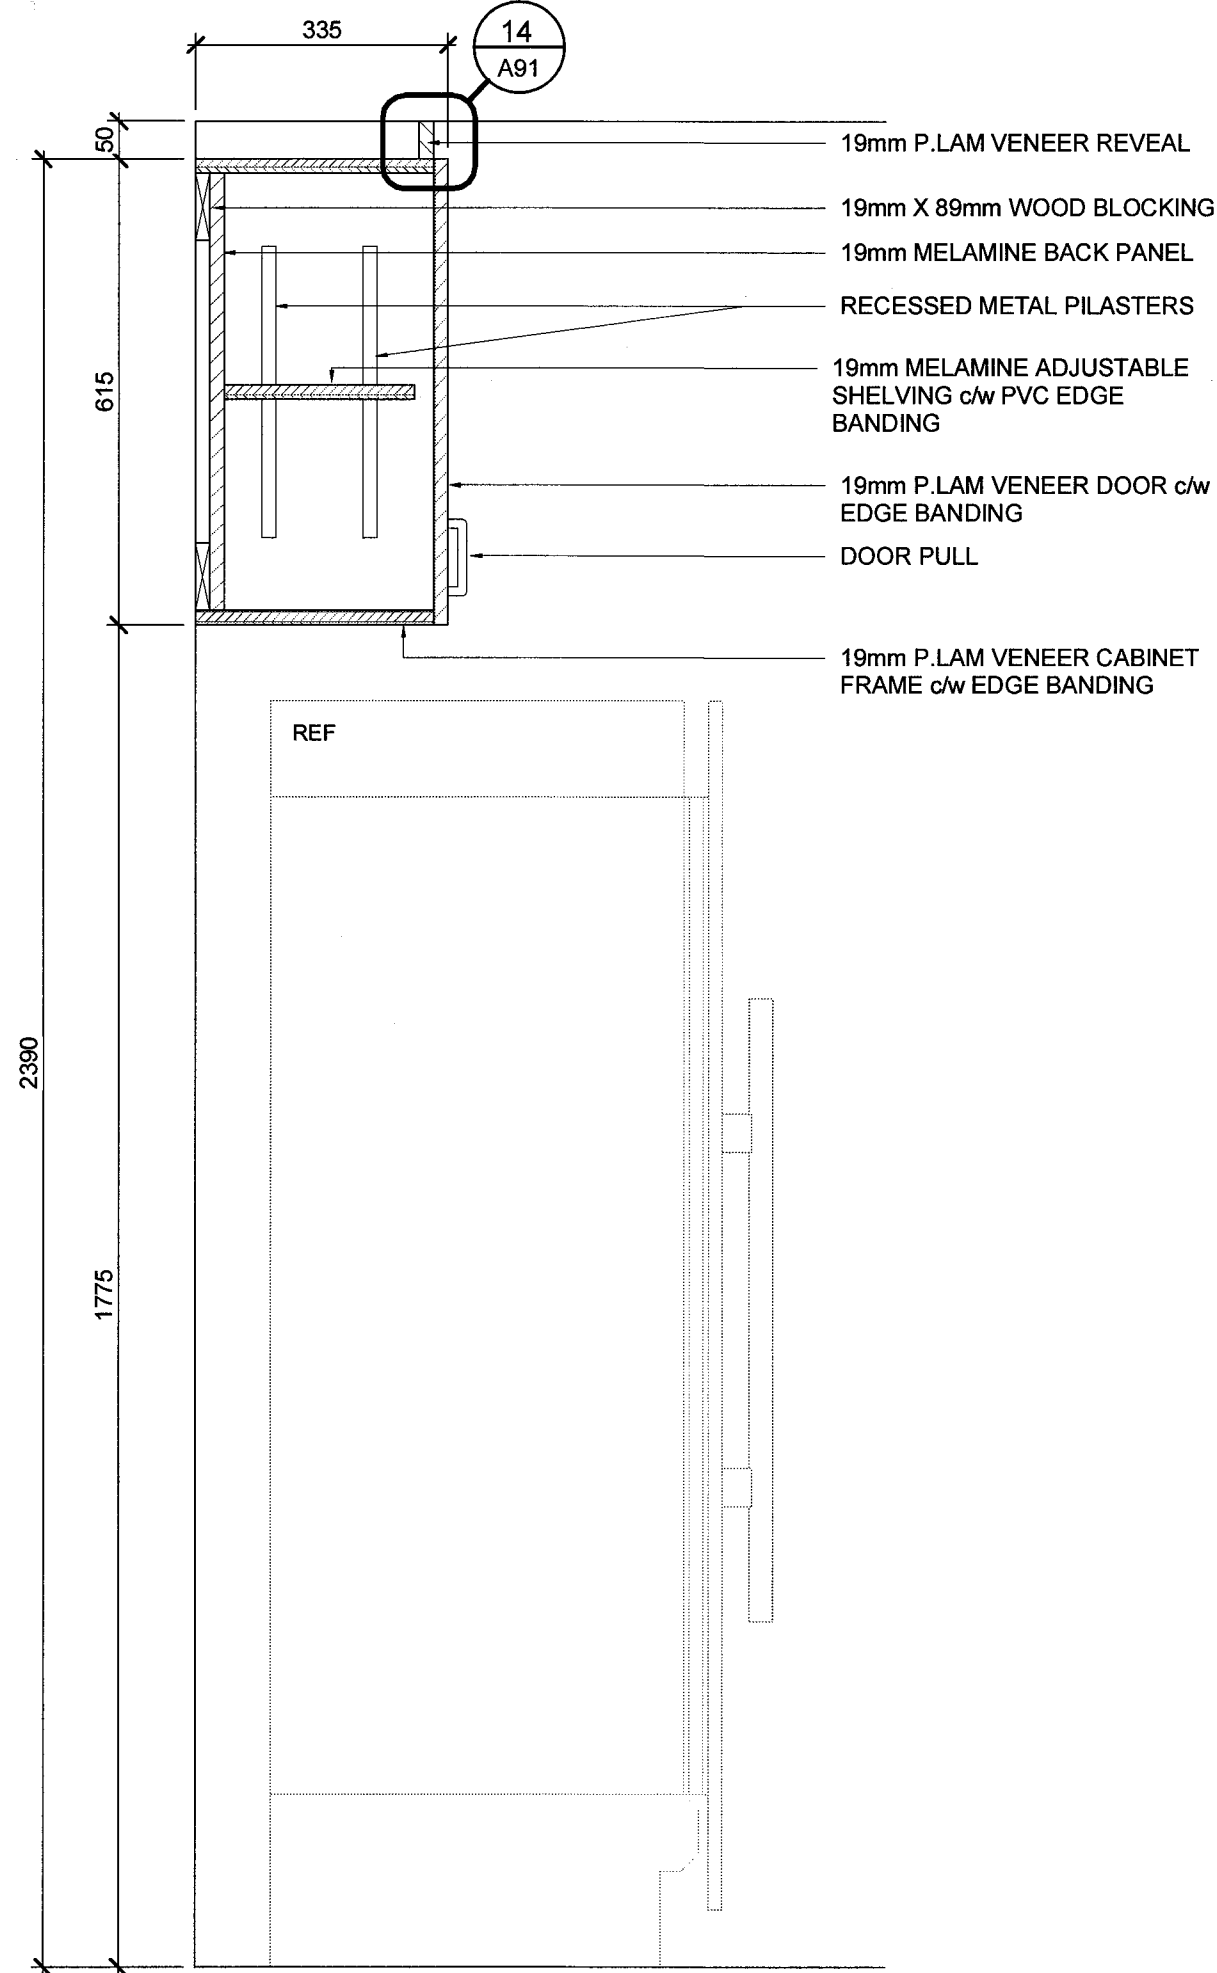 335
14
A91
50
19mm P.LAM VENEER REVEAL
19mm X 89mm WOOD BLOCKING
19mm MELAMINE BACK PANEL
RECESSED METAL PILASTERS
615
19mm MELAMINE ADJUSTABLE
SHELVING c/w PVC EDGE
BANDING
19mm P.LAM VENEER DOOR c/w
EDGE BANDING
DOOR PULL
19mm P.LAM VENEER CABINET
FRAME c/w EDGE BANDING
REF
2390
1775